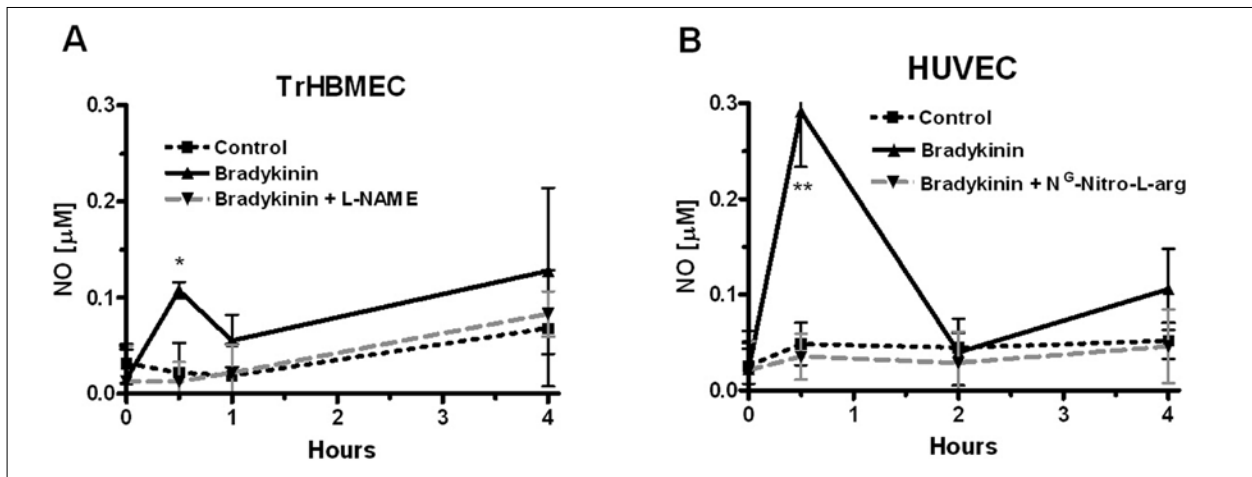 A
TrHBMEC
0.3
0.2
0.1
0.0
NO [μM]
Control
Bradykinin
Bradykinin + L-NAME
*
0 1 2 3 4
Hours
B
HUVEC
0.3
0.2
0.1
0.0
NO [μM]
Control
Bradykinin
Bradykinin + N^G-Nitro-L-arg
**
0 1 2 3 4
Hours